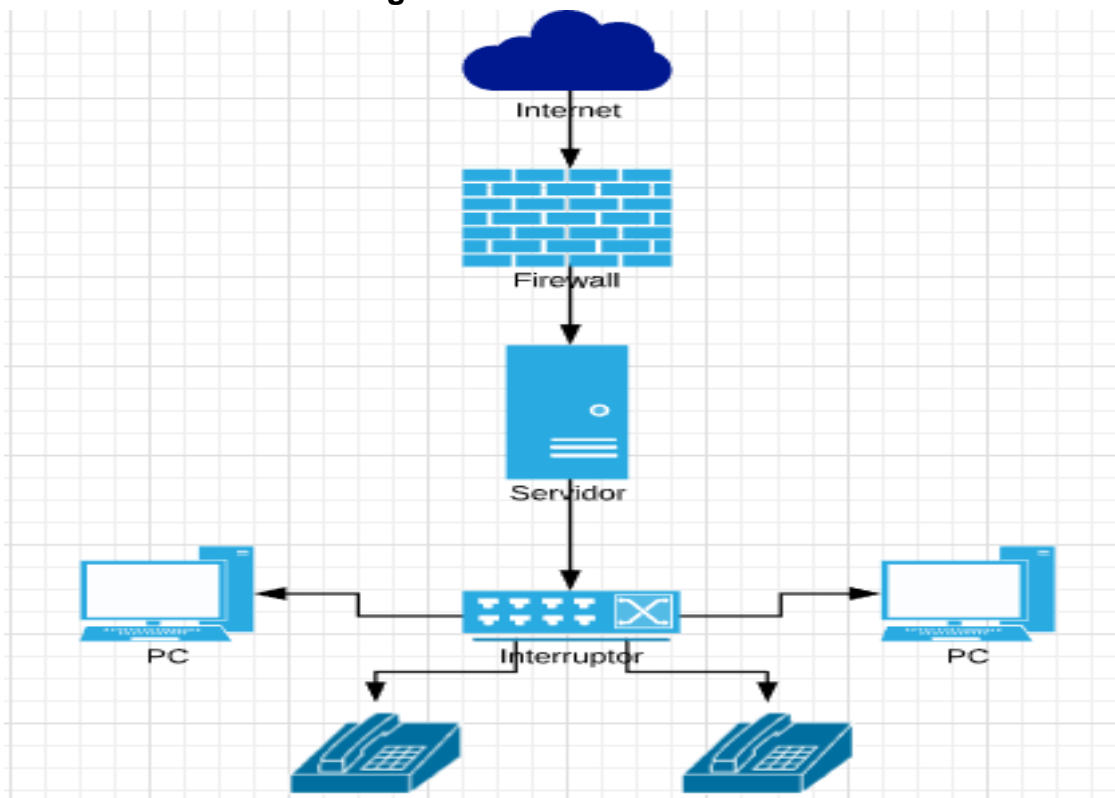 Internet
Firewall
Servidor
PC
Interruptor
PC